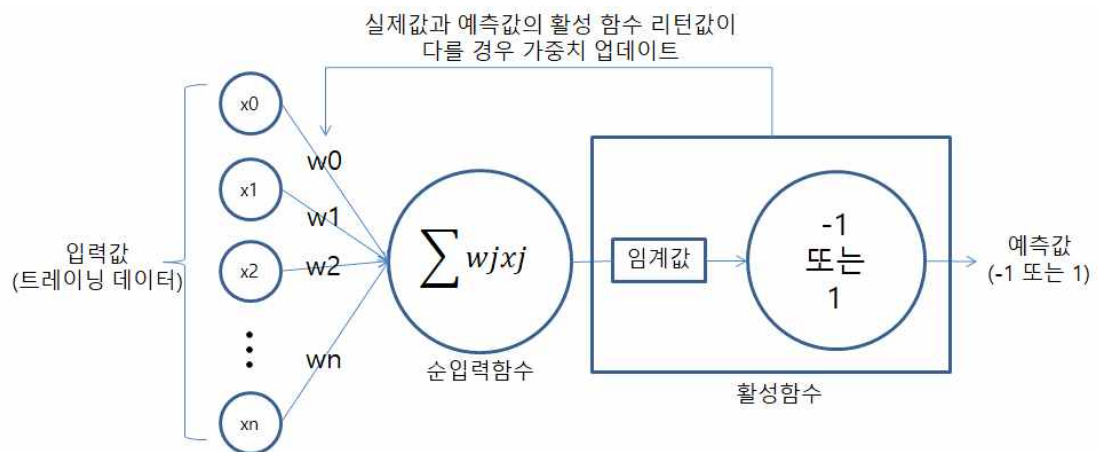 실제값과 예측값의 활성 함수 리턴값이
다를 경우 가중치 업데이트
x0
x1
x2
xn
w0
w1
w2
wn
입력값
(트레이닝 데이터)
∑ wjxj
순입력함수
임계값
-1
또는
1
활성함수
예측값
(-1 또는 1)